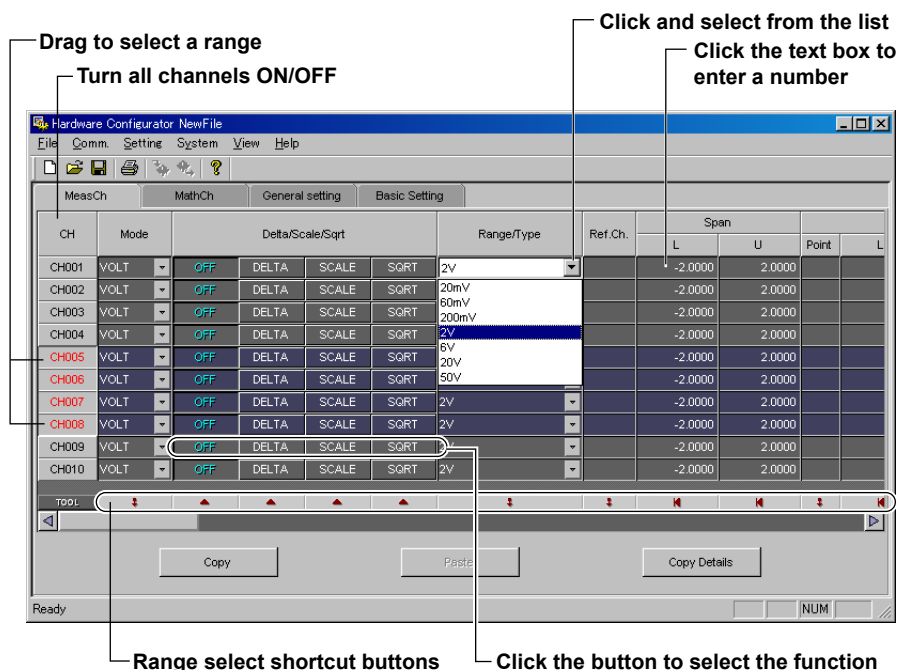 Click and select from the list
Drag to select a range
Click the text box to
enter a number
Turn all channels ON/OFF
Hardware Configurator NewFile
File Comm. Setting System View Help
MeasCh MathCh General setting Basic Setting
CH Mode Delta/Scale/Sqrt Range/Type Ref.Ch. Span
L U Point L
CH001 VOLT OFF DELTA SCALE SQRT 2V -2.0000 2.0000
CH002 VOLT OFF DELTA SCALE SQRT 20mV -2.0000 2.0000
60mV
CH003 VOLT OFF DELTA SCALE SQRT 200mV -2.0000 2.0000
CH004 VOLT OFF DELTA SCALE SQRT 2V -2.0000 2.0000
6V
CH005 VOLT OFF DELTA SCALE SQRT 20V -2.0000 2.0000
CH006 VOLT OFF DELTA SCALE SQRT 50V -2.0000 2.0000
CH007 VOLT OFF DELTA SCALE SQRT 2V -2.0000 2.0000
CH008 VOLT OFF DELTA SCALE SQRT 2V -2.0000 2.0000
CH009 VOLT OFF DELTA SCALE SQRT 2V -2.0000 2.0000
CH010 VOLT OFF DELTA SCALE SQRT 2V -2.0000 2.0000
TOOL
Copy Paste Copy Details
Ready NUM
Range select shortcut buttons
Click the button to select the function